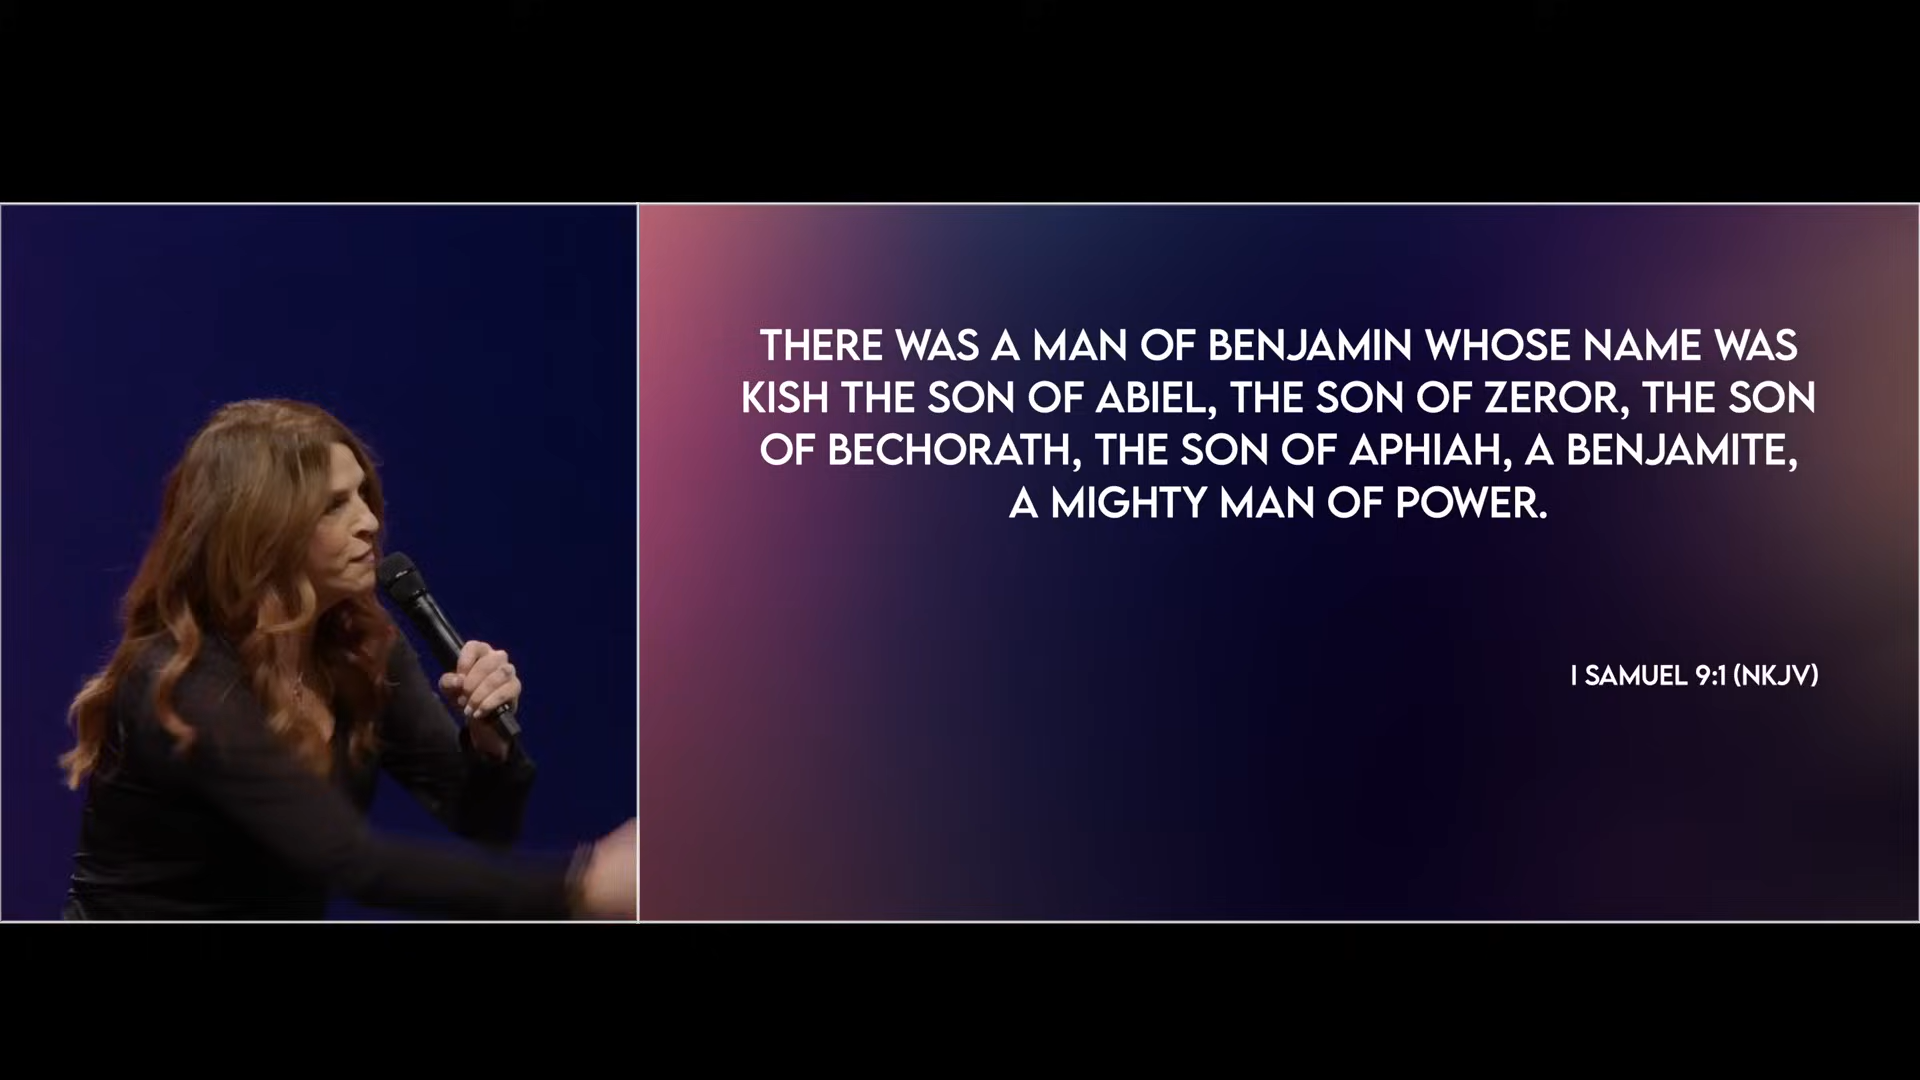 THERE WAS A MAN OF BENJAMIN WHOSE NAME WAS
KISH THE SON OF ABIEL, THE SON OF ZEROR, THE SON
OF BECHORATH, THE SON OF APHIAH, A BENJAMITE,
A MIGHTY MAN OF POWER.
I SAMUEL 9:1 (NKJV)